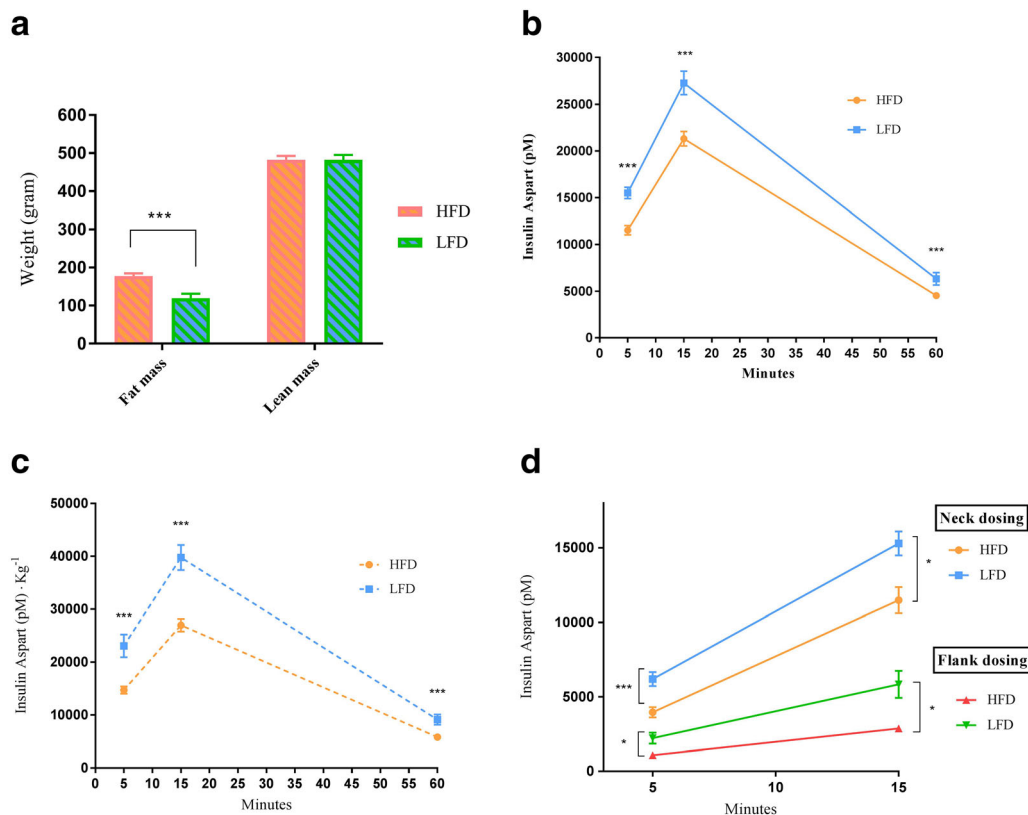 a
600
500
400
300
200
100
0
Weight (gram)
***
Fat mass
Lean mass
HFD
LFD
b
30000
25000
20000
15000
10000
5000
0
Insulin Aspart (pM)
***
***
***
HFD
LFD
0 5 10 15 20 25 30 35 40 45 50 55 60
Minutes
c
50000
40000
30000
20000
10000
0
Insulin Aspart (pM) · Kg-1
***
***
***
HFD
LFD
0 5 10 15 20 25 30 35 40 45 50 55 60
Minutes
d
15000
10000
5000
0
Insulin Aspart (pM)
***
*
*
*
5 10 15
Minutes
Neck dosing
HFD
LFD
Flank dosing
HFD
LFD